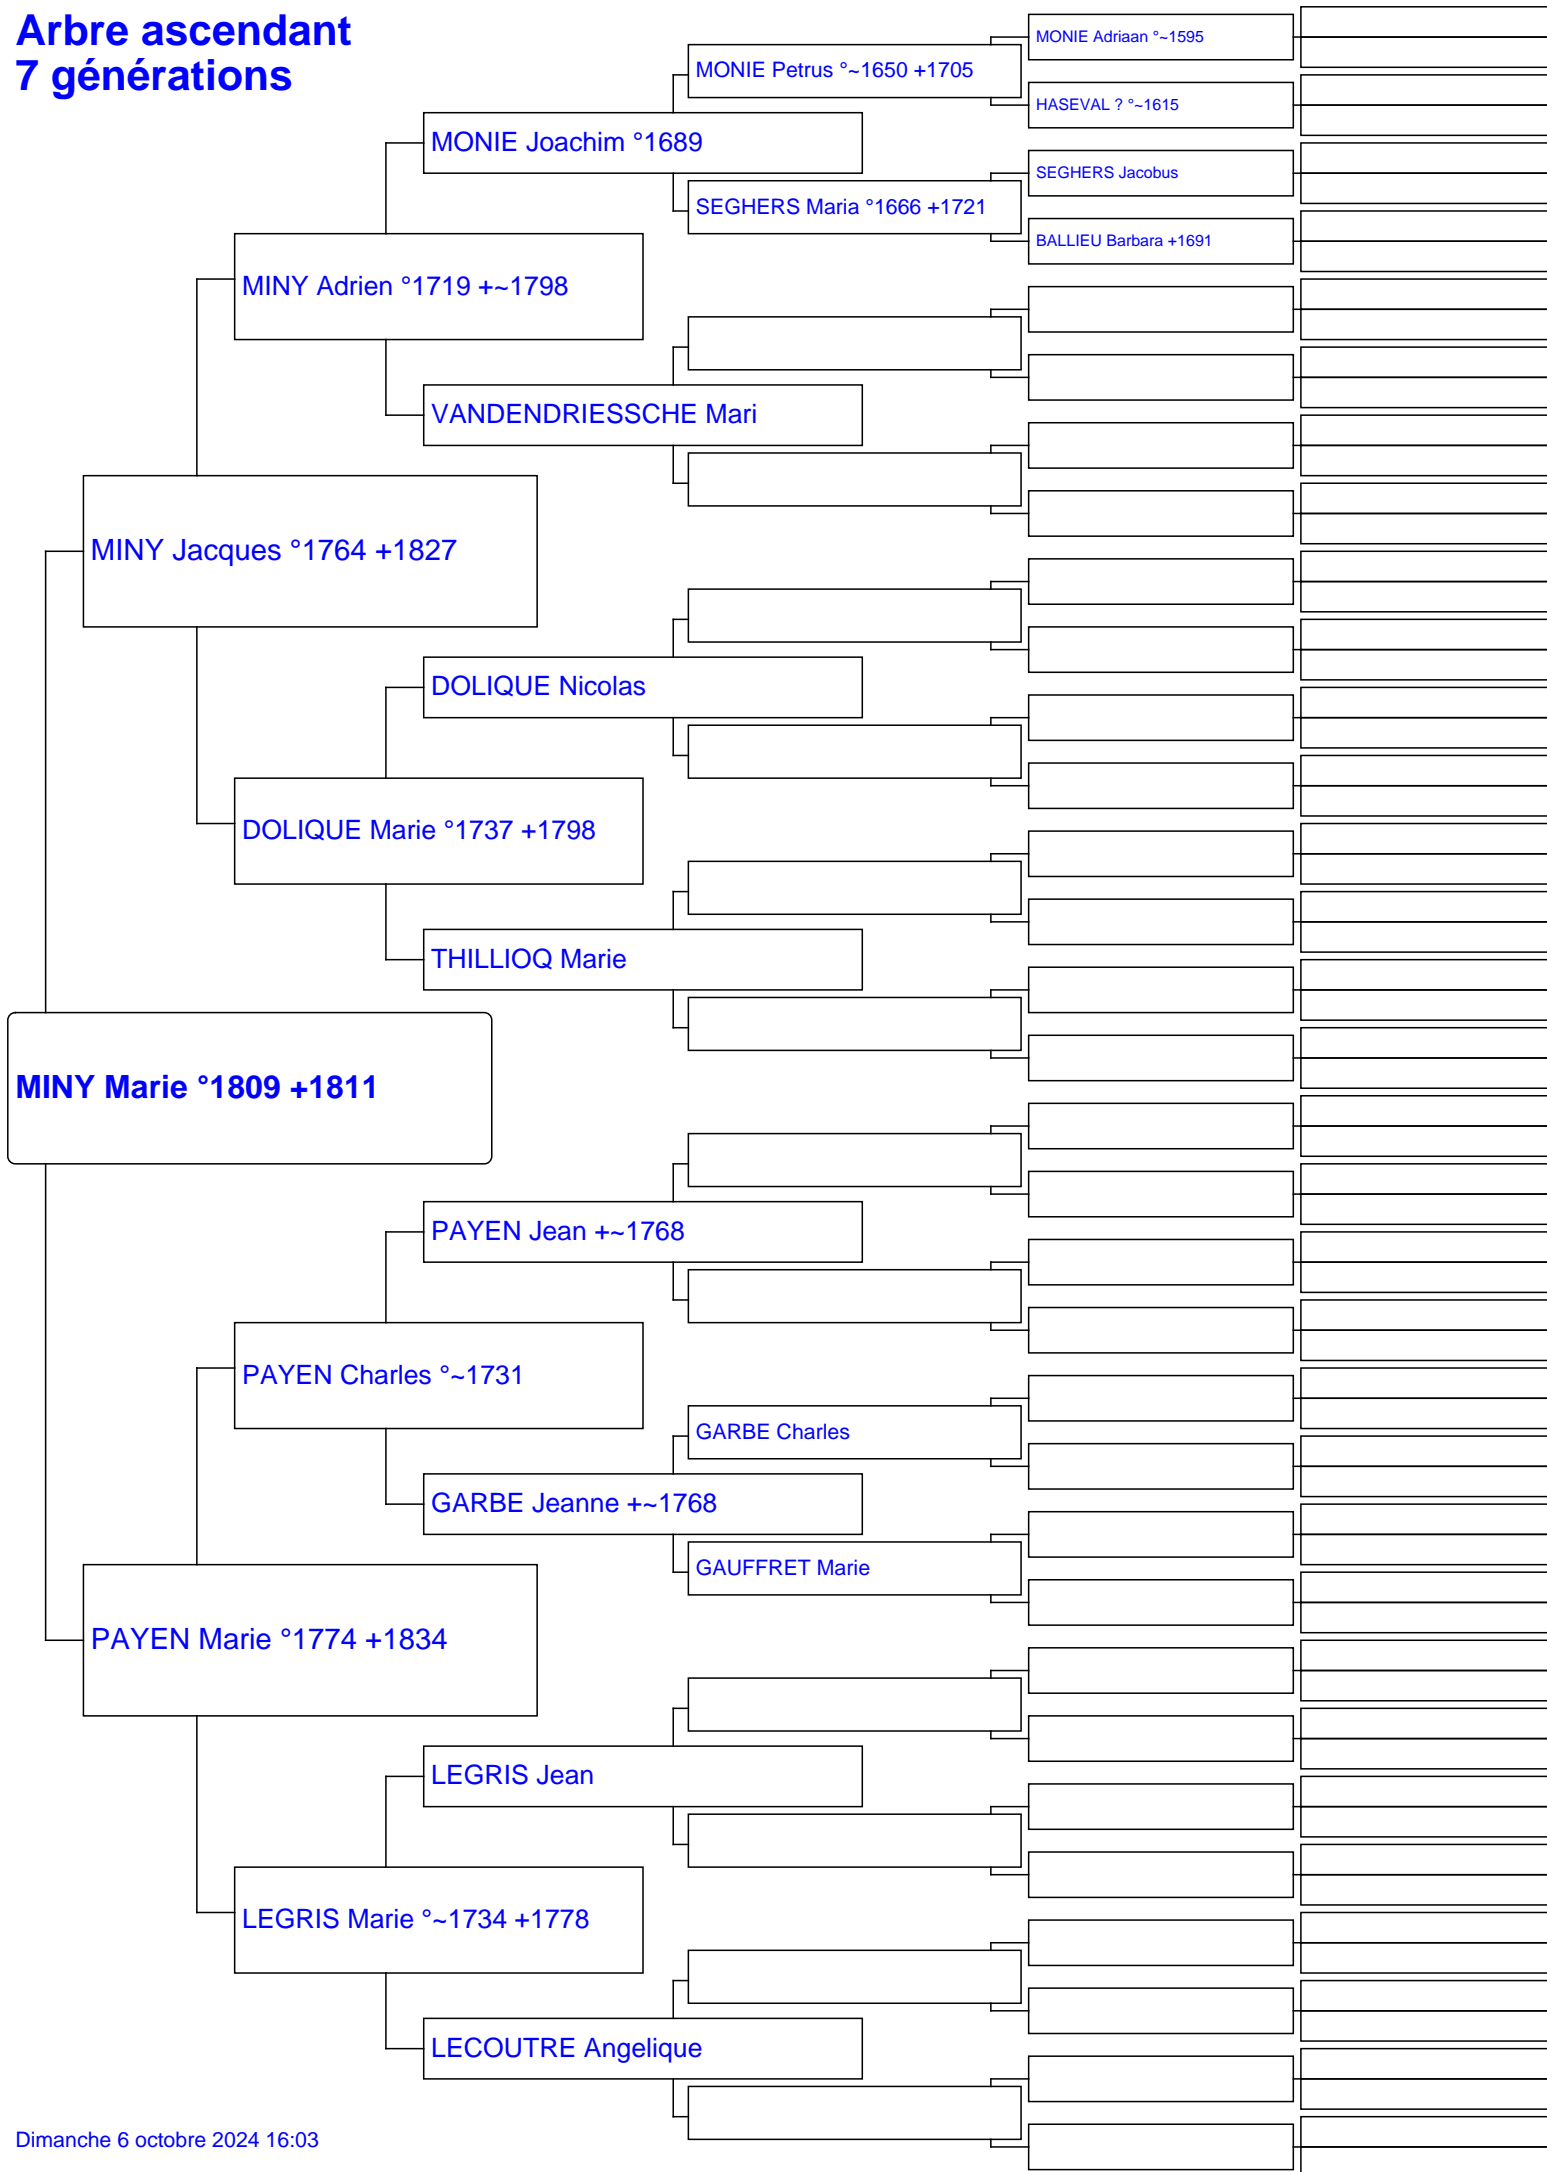 Arbre ascendant
7 générations
MONIE Adriaan °~1595
MONIE Petrus °~1650 +1705
HASEVAL ? °~1615
MONIE Joachim °1689
SEGHERS Jacobus
SEGHERS Maria °1666 +1721
BALLIEU Barbara +1691
MINY Adrien °1719 +~1798
VANDENDRIESSCHE Mari
MINY Jacques °1764 +1827
DOLIQUE Nicolas
DOLIQUE Marie °1737 +1798
THILLIOQ Marie
MINY Marie °1809 +1811
PAYEN Jean +~1768
PAYEN Charles °~1731
GARBE Charles
GARBE Jeanne +~1768
GAUFFRET Marie
PAYEN Marie °1774 +1834
LEGRIS Jean
LEGRIS Marie °~1734 +1778
LECOUTRE Angelique
Dimanche 6 octobre 2024 16:03